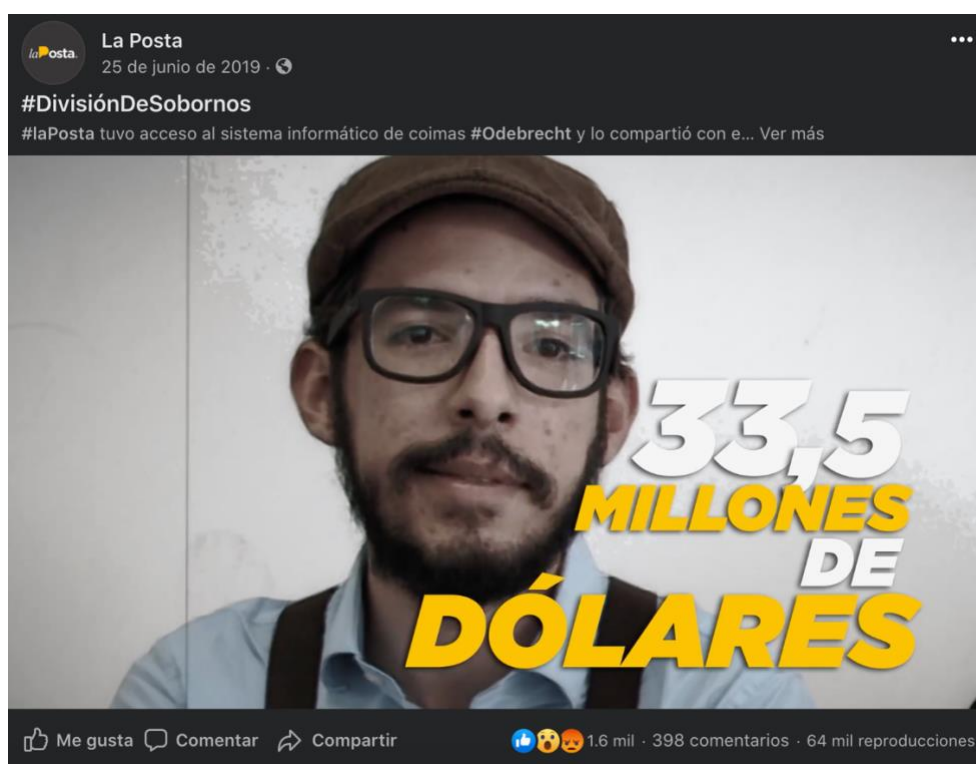 laPosta.
La Posta
25 de junio de 2019 ·
#DivisiónDeSobornos
#laPosta tuvo acceso al sistema informático de coimas #Odebrecht y lo compartió con e... Ver más
33,5
MILLONES
DE
DÓLARES
Me gusta Comentar Compartir 1.6 mil · 398 comentarios · 64 mil reproducciones